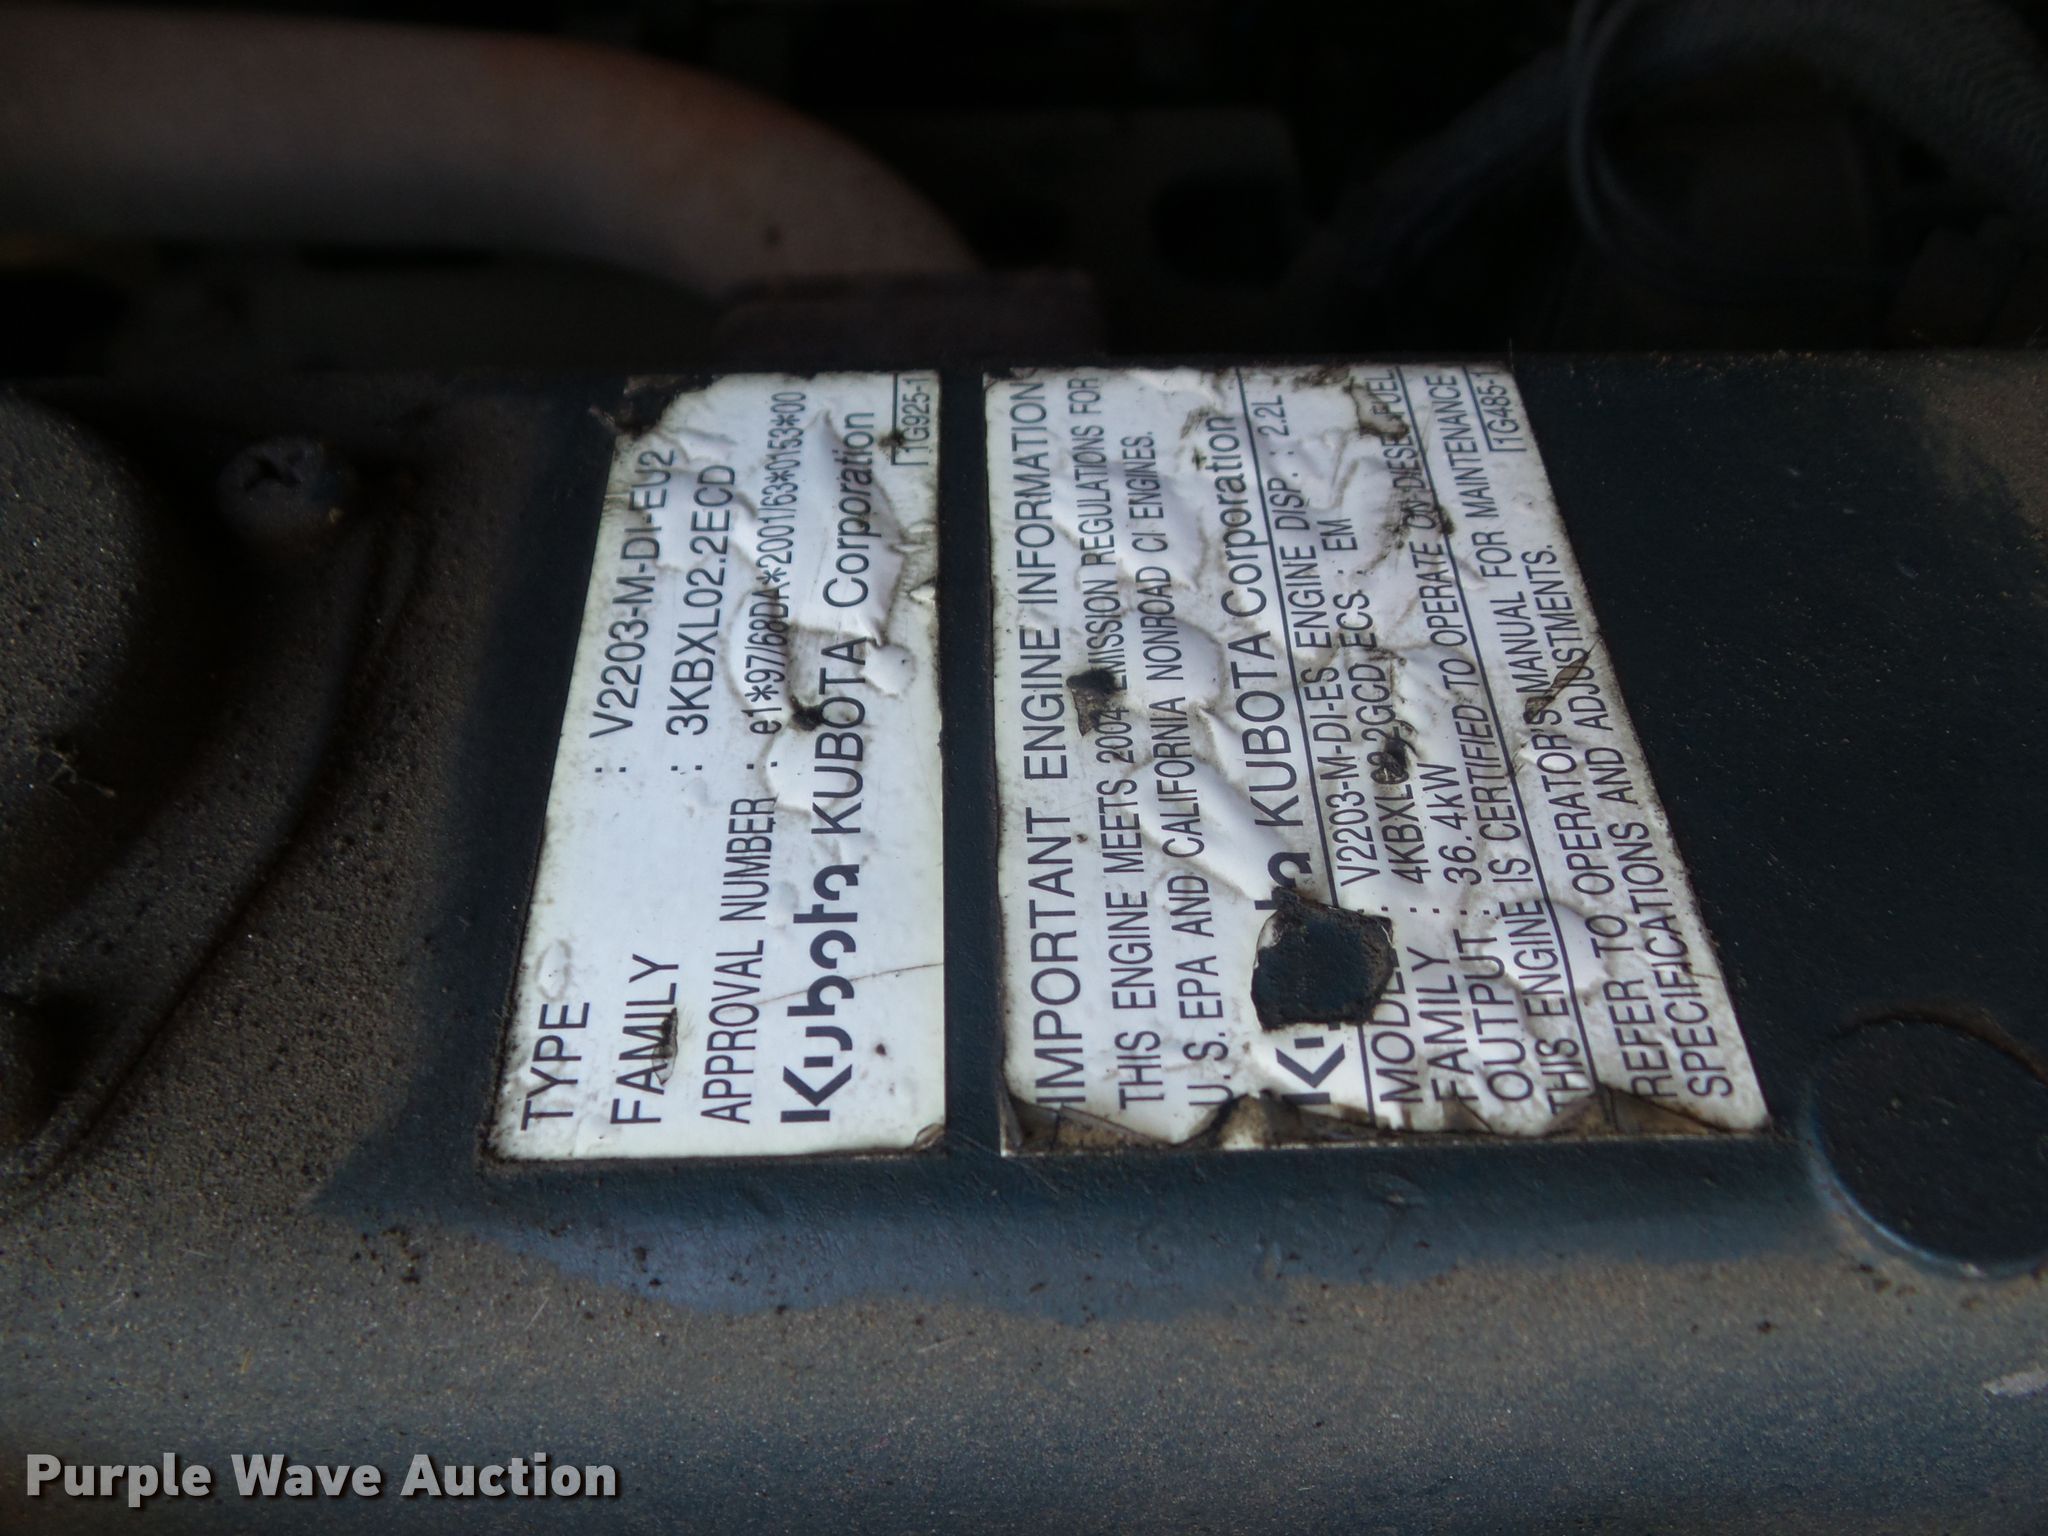 TYPE : V2203-M-DI-EU2
FAMILY : 3KBXL02.2ECD
APPROVAL NUMBER : e1*97/68DA*2001/63*0153*00
Kubota KUBOTA Corporation
1G925-1
IMPORTANT ENGINE INFORMATION
THIS ENGINE MEETS 2004 EMISSION REGULATIONS FOR
U.S. EPA AND CALIFORNIA NONROAD CI ENGINES.
KUBOTA Corporation
MODEL : V2203-M-DI-ES ENGINE DISP. : 2.2L
FAMILY : 4KBXL02.2GCD ECS : EM
OUTPUT : 36.4kW
THIS ENGINE IS CERTIFIED TO OPERATE ON DIESEL FUEL
REFER TO OPERATOR'S MANUAL FOR MAINTENANCE
SPECIFICATIONS AND ADJUSTMENTS.
1G485-1
Purple Wave Auction